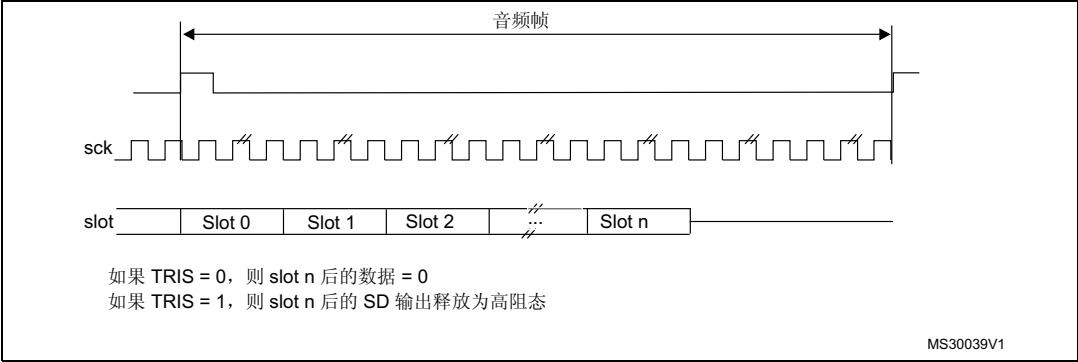 音频帧
sck
slot Slot 0 Slot 1 Slot 2 ... Slot n
如果 TRIS = 0，则 slot n 后的数据 = 0
如果 TRIS = 1，则 slot n 后的 SD 输出释放为高阻态
MS30039V1